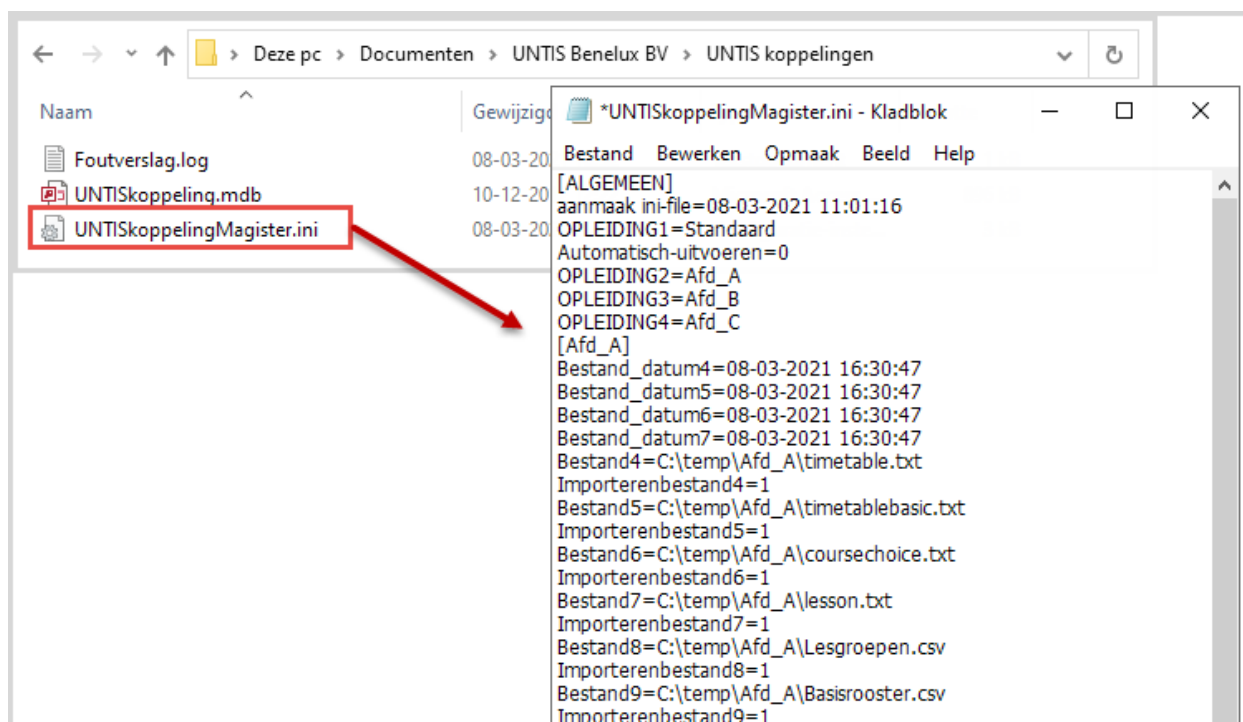 Deze pc > Documenten > UNTIS Benelux BV > UNTIS koppelingen
Naam
Gewijzigd
Foutverslag.log
08-03-20
UNTISkoppeling.mdb
10-12-20
UNTISkoppelingMagister.ini
08-03-20
*UNTISkoppelingMagister.ini - Kladblok
Bestand Bewerken Opmaak Beeld Help
[ALGEMEEN]
aanmaak ini-file=08-03-2021 11:01:16
OPLEIDING1=Standaard
Automatisch-uitvoeren=0
OPLEIDING2=Afd_A
OPLEIDING3=Afd_B
OPLEIDING4=Afd_C
[Afd_A]
Bestand_datum4=08-03-2021 16:30:47
Bestand_datum5=08-03-2021 16:30:47
Bestand_datum6=08-03-2021 16:30:47
Bestand_datum7=08-03-2021 16:30:47
Bestand4=C:\temp\Afd_A\timetable.txt
Importerenbestand4=1
Bestand5=C:\temp\Afd_A\timetablebasic.txt
Importerenbestand5=1
Bestand6=C:\temp\Afd_A\coursechoice.txt
Importerenbestand6=1
Bestand7=C:\temp\Afd_A\lesson.txt
Importerenbestand7=1
Bestand8=C:\temp\Afd_A\Lesgroepen.csv
Importerenbestand8=1
Bestand9=C:\temp\Afd_A\Basisrooster.csv
Importerenbestand9=1